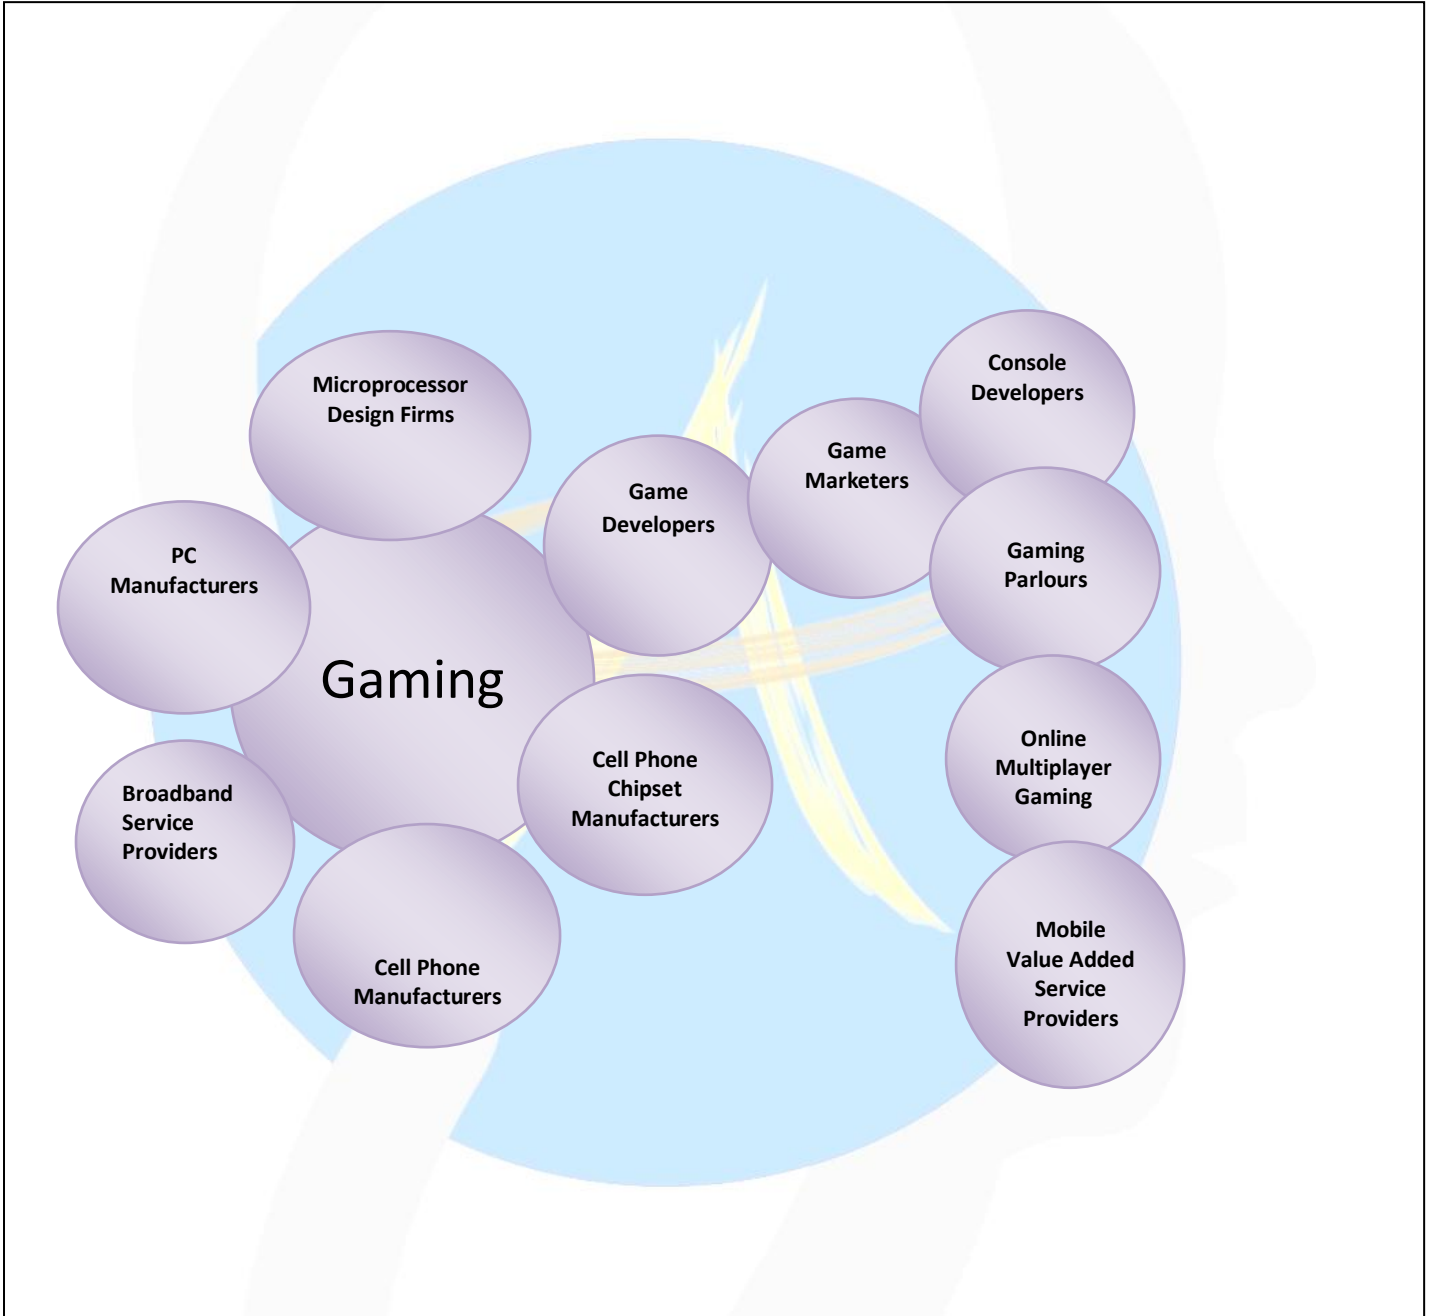 Console
Developers
Microprocessor
Design Firms
Game
Marketers
Game
Developers
PC
Manufacturers
Gaming
Parlours
Gaming
Cell Phone
Chipset
Manufacturers
Online
Multiplayer
Gaming
Broadband
Service
Providers
Cell Phone
Manufacturers
Mobile
Value Added
Service
Providers